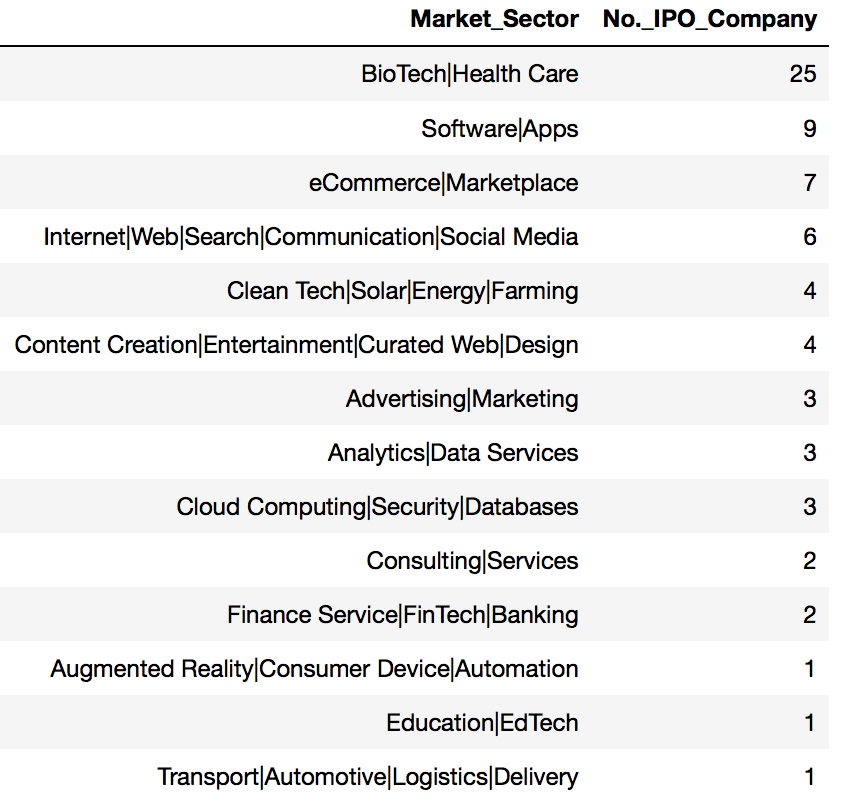 Market_Sector No._IPO_Company
BioTech|Health Care 25
Software|Apps 9
eCommerce|Marketplace 7
Internet|Web|Search|Communication|Social Media 6
Clean Tech|Solar|Energy|Farming 4
Content Creation|Entertainment|Curated Web|Design 4
Advertising|Marketing 3
Analytics|Data Services 3
Cloud Computing|Security|Databases 3
Consulting|Services 2
Finance Service|FinTech|Banking 2
Augmented Reality|Consumer Device|Automation 1
Education|EdTech 1
Transport|Automotive|Logistics|Delivery 1